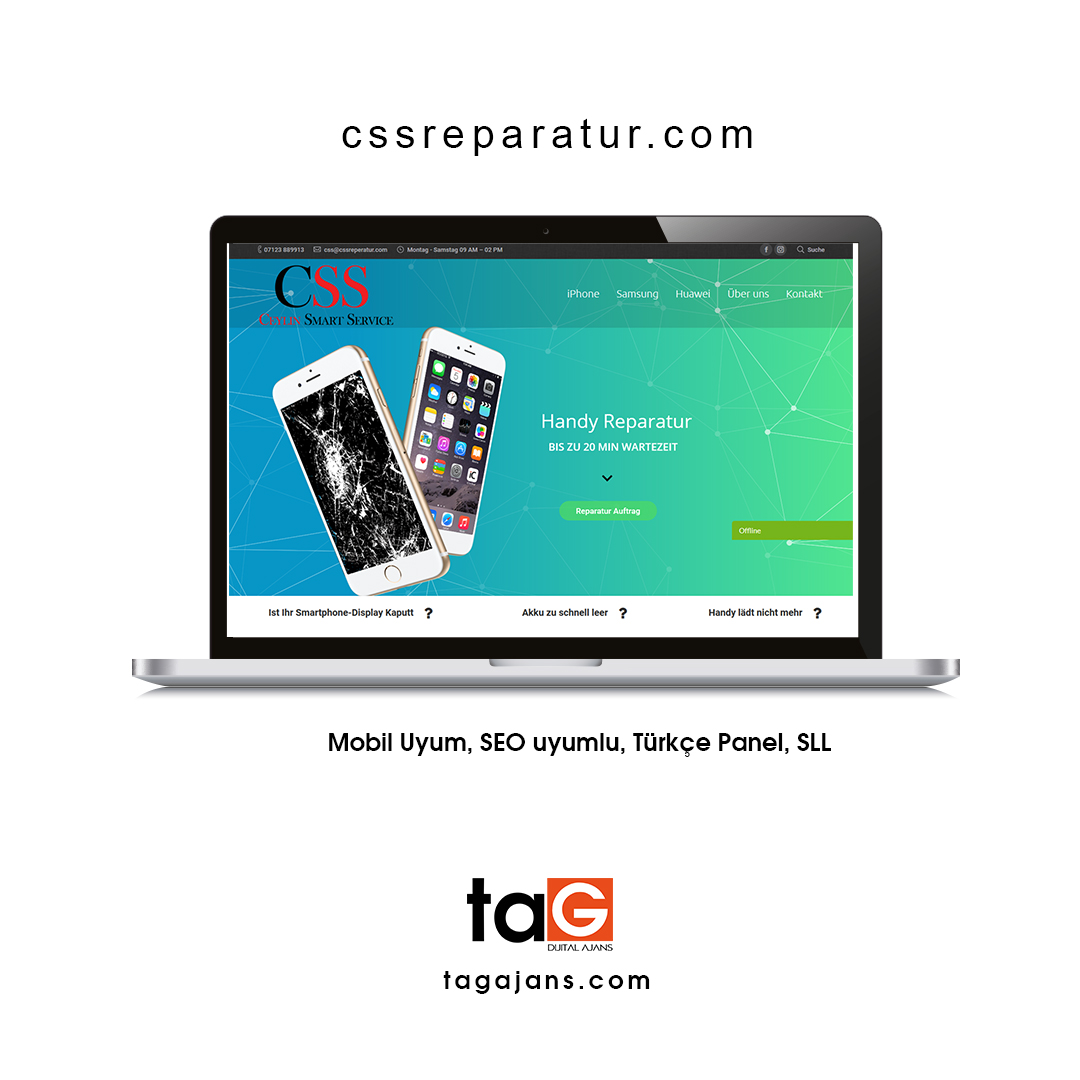 cssreparatur.com
07123 889913 css@cssreperatur.com Montag - Samstag 09 AM – 02 PM Suche
CSS
CEYLIN SMART SERVICE
iPhone Samsung Huawei Über uns Kontakt
Handy Reparatur
BIS ZU 20 MIN WARTEZEIT
Reparatur Auftrag
Offline
Ist Ihr Smartphone-Display Kaputt ? Akku zu schnell leer ? Handy lädt nicht mehr ?
Mobil Uyum, SEO uyumlu, Türkçe Panel, SLL
taG
DIJITAL AJANS
tagajans.com